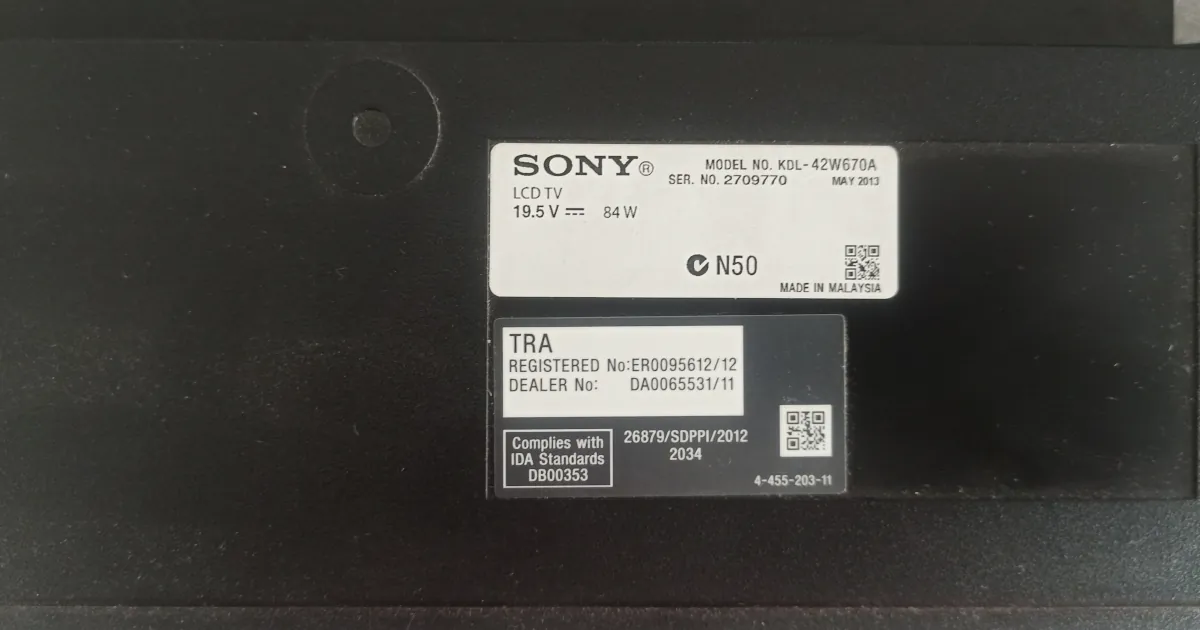 SONY®
MODEL NO. KDL-42W670A
SER. NO. 2709770
MAY 2013
LCD TV
19.5 V ⎓ 84 W
N50
MADE IN MALAYSIA
TRA
REGISTERED No:ER0095612/12
DEALER No: DA0065531/11
Complies with
IDA Standards
DB00353
26879/SDPPI/2012
2034
4-455-203-11